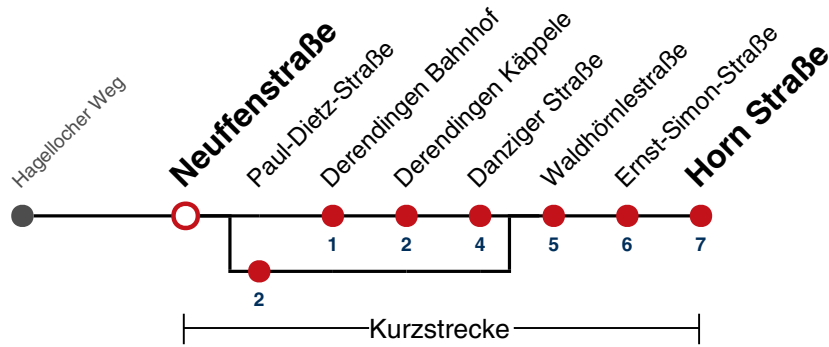 Hagellocher Weg
Neuffenstraße
Paul-Dietz-Straße
Derendingen Bahnhof
Derendingen Käppele
Danziger Straße
Waldhörnlestraße
Ernst-Simon-Straße
Horn Straße
1
2
4
5
6
7
2
Kurzstrecke